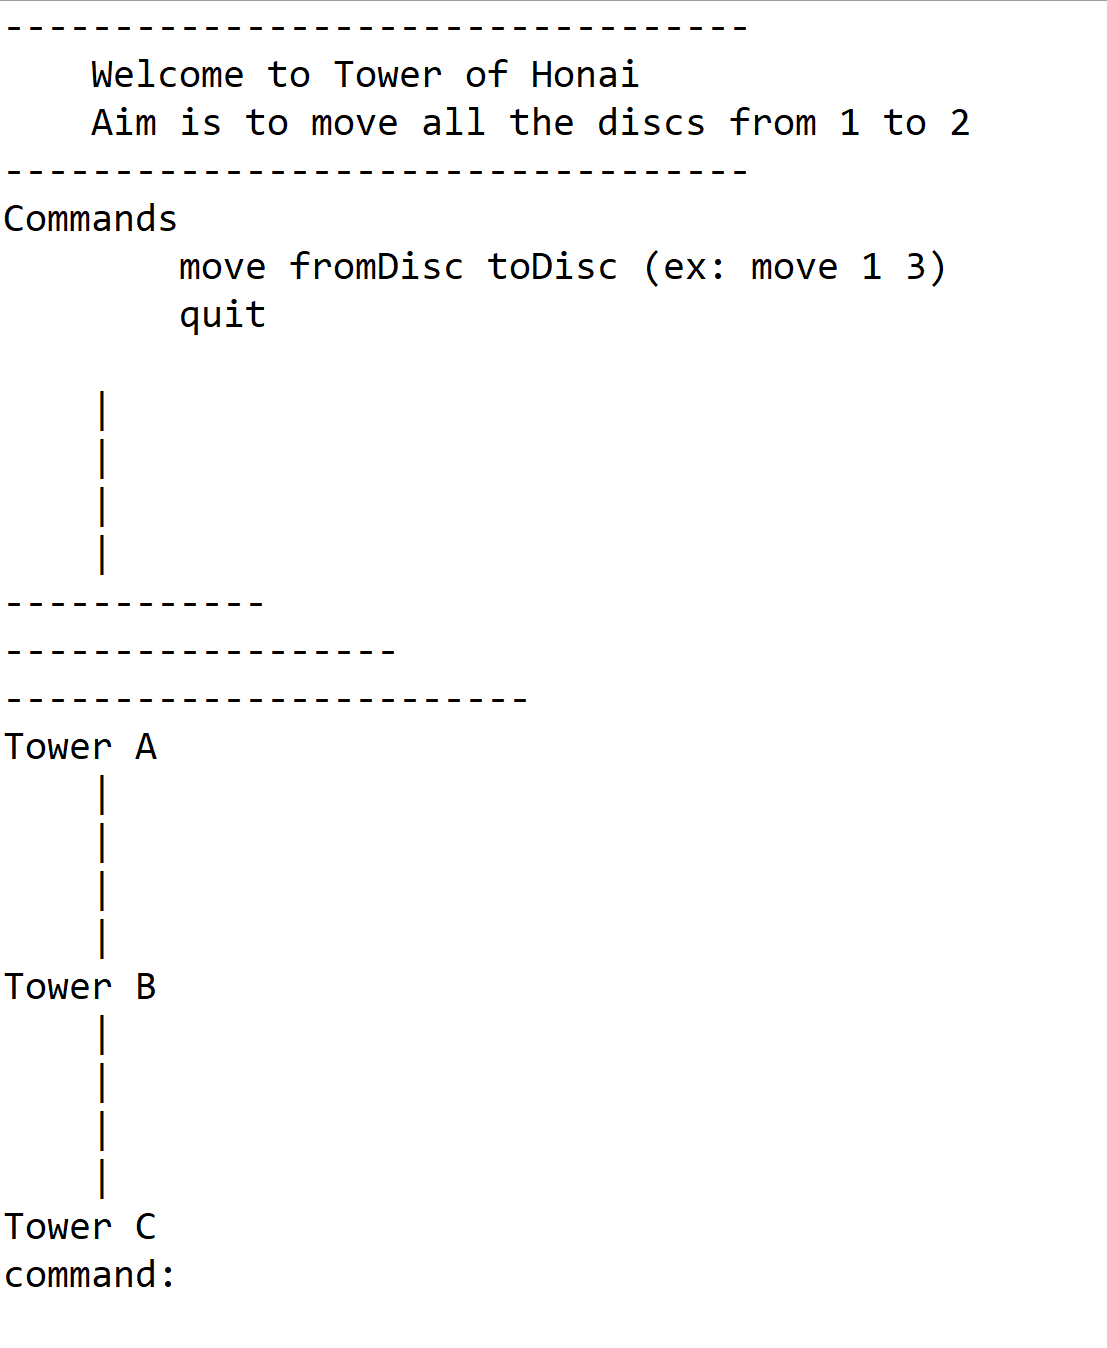 ----------------------------------
    Welcome to Tower of Honai
    Aim is to move all the discs from 1 to 2
----------------------------------
Commands
        move fromDisc toDisc (ex: move 1 3)
        quit

    |
    |
    |
    |
------------
------------------
------------------------
Tower A
    |
    |
    |
    |
Tower B
    |
    |
    |
    |
Tower C
command: